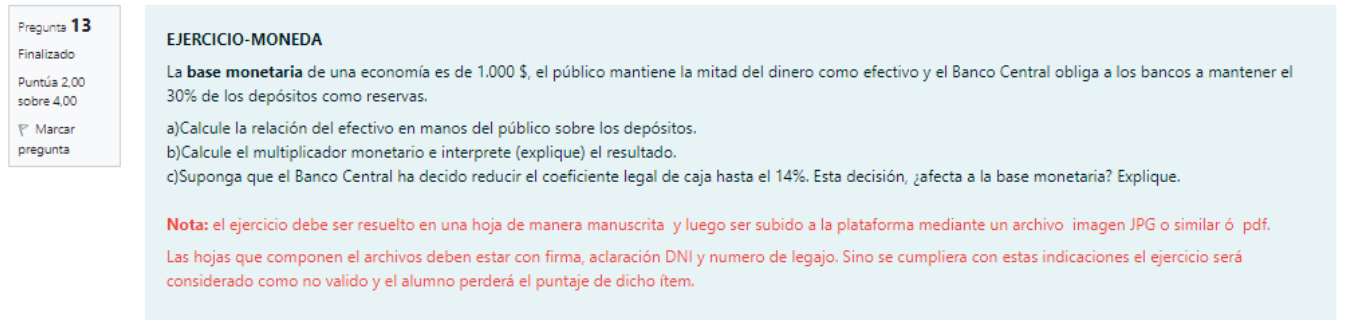 Pregunta 13
Finalizado
Puntúa 2,00
sobre 4,00
Marcar
pregunta
EJERCICIO-MONEDA
La base monetaria de una economía es de 1.000 $, el público mantiene la mitad del dinero como efectivo y el Banco Central obliga a los bancos a mantener el
30% de los depósitos como reservas.
a)Calcule la relación del efectivo en manos del público sobre los depósitos.
b)Calcule el multiplicador monetario e interprete (explique) el resultado.
c)Suponga que el Banco Central ha decido reducir el coeficiente legal de caja hasta el 14%. Esta decisión, ¿afecta a la base monetaria? Explique.
Nota: el ejercicio debe ser resuelto en una hoja de manera manuscrita y luego ser subido a la plataforma mediante un archivo imagen JPG o similar ó pdf.
Las hojas que componen el archivos deben estar con firma, aclaración DNI y numero de legajo. Sino se cumpliera con estas indicaciones el ejercicio será
considerado como no valido y el alumno perderá el puntaje de dicho ítem.